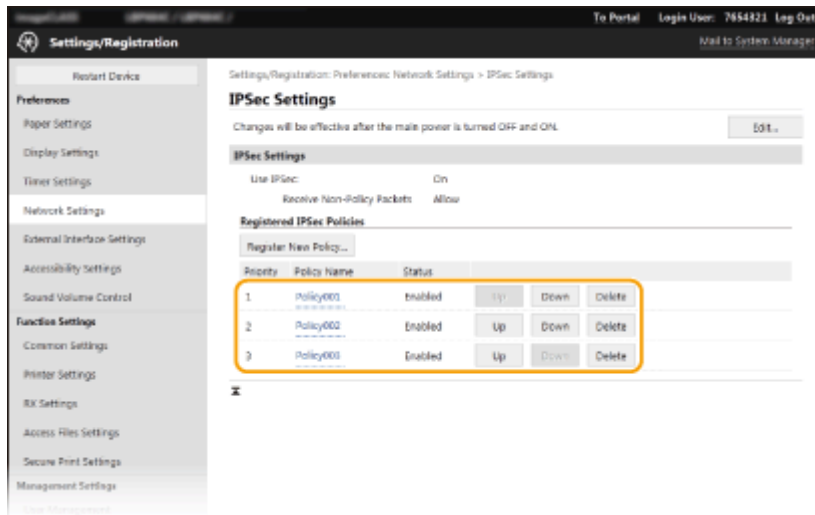 To Portal Login User: 7654321 Log Out
Settings/Registration
Mail to System Manager
Restart Device
Preferences
Paper Settings
Display Settings
Timer Settings
Network Settings
External Interface Settings
Accessibility Settings
Sound Volume Control
Function Settings
Common Settings
Printer Settings
RX Settings
Access Files Settings
Secure Print Settings
Management Settings
User Management
Settings/Registration: Preferences: Network Settings > IPSec Settings
IPSec Settings
Changes will be effective after the main power is turned OFF and ON.
Edit...
IPSec Settings
Use IPSec: On
Receive Non-Policy Packets Allow
Registered IPSec Policies
Register New Policy...
Priority Policy Name Status
1 Policy001 Enabled Up Down Delete
2 Policy002 Enabled Up Down Delete
3 Policy003 Enabled Up Down Delete